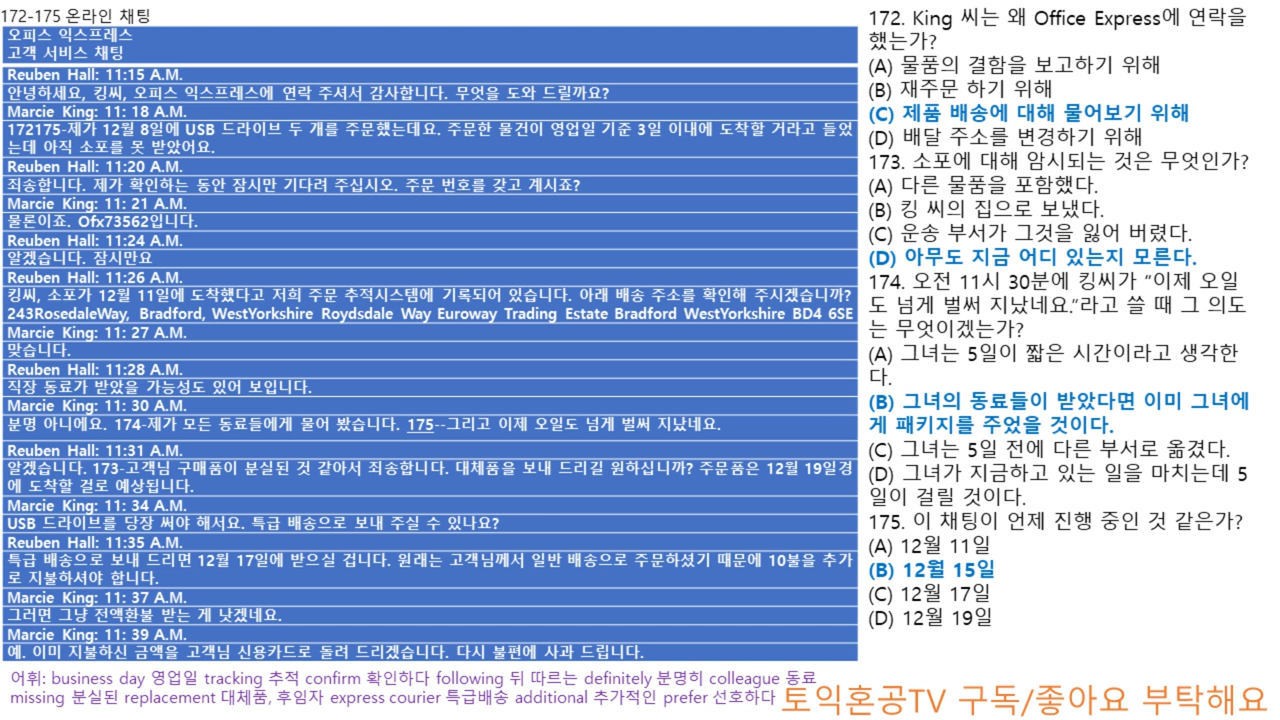 172-175 온라인 채팅
오피스 익스프레스
고객 서비스 채팅
Reuben Hall: 11:15 A.M.
안녕하세요, 킹씨, 오피스 익스프레스에 연락 주셔서 감사합니다. 무엇을 도와 드릴까요?
Marcie King: 11: 18 A.M.
172175-제가 12월 8일에 USB 드라이브 두 개를 주문했는데요. 주문한 물건이 영업일 기준 3일 이내에 도착할 거라고 들었
는데 아직 소포를 못 받았어요.
Reuben Hall: 11:20 A.M.
죄송합니다. 제가 확인하는 동안 잠시만 기다려 주십시오. 주문 번호를 갖고 계시죠?
Marcie King: 11: 21 A.M.
물론이죠. Ofx73562입니다.
Reuben Hall: 11:24 A.M.
알겠습니다. 잠시만요
Reuben Hall: 11:26 A.M.
킹씨, 소포가 12월 11일에 도착했다고 저희 주문 추적시스템에 기록되어 있습니다. 아래 배송 주소를 확인해 주시겠습니까?
243RosedaleWay, Bradford, WestYorkshire Roydsdale Way Euroway Trading Estate Bradford WestYorkshire BD4 6SE
Marcie King: 11: 27 A.M.
맞습니다.
Reuben Hall: 11:28 A.M.
직장 동료가 받았을 가능성도 있어 보입니다.
Marcie King: 11: 30 A.M.
분명 아니에요. 174-제가 모든 동료들에게 물어 봤습니다. 175--그리고 이제 오일도 넘게 벌써 지났네요.
Reuben Hall: 11:31 A.M.
알겠습니다. 173-고객님 구매품이 분실된 것 같아서 죄송합니다. 대체품을 보내 드리길 원하십니까? 주문품은 12월 19일경
에 도착할 걸로 예상됩니다.
Marcie King: 11: 34 A.M.
USB 드라이브를 당장 써야 해서요. 특급 배송으로 보내 주실 수 있나요?
Reuben Hall: 11:35 A.M.
특급 배송으로 보내 드리면 12월 17일에 받으실 겁니다. 원래는 고객님께서 일반 배송으로 주문하셨기 때문에 10불을 추가
로 지불하셔야 합니다.
Marcie King: 11: 37 A.M.
그러면 그냥 전액환불 받는 게 낫겠네요.
Marcie King: 11: 39 A.M.
예. 이미 지불하신 금액을 고객님 신용카드로 돌려 드리겠습니다. 다시 불편에 사과 드립니다.
어휘: business day 영업일 tracking 추적 confirm 확인하다 following 뒤 따르는 definitely 분명히 colleague 동료
missing 분실된 replacement 대체품, 후임자 express courier 특급배송 additional 추가적인 prefer 선호하다
172. King 씨는 왜 Office Express에 연락을
했는가?
(A) 물품의 결함을 보고하기 위해
(B) 재주문 하기 위해
(C) 제품 배송에 대해 물어보기 위해
(D) 배달 주소를 변경하기 위해
173. 소포에 대해 암시되는 것은 무엇인가?
(A) 다른 물품을 포함했다.
(B) 킹 씨의 집으로 보냈다.
(C) 운송 부서가 그것을 잃어 버렸다.
(D) 아무도 지금 어디 있는지 모른다.
174. 오전 11시 30분에 킹씨가 “이제 오일
도 넘게 벌써 지났네요.”라고 쓸 때 그 의도
는 무엇이겠는가?
(A) 그녀는 5일이 짧은 시간이라고 생각한
다.
(B) 그녀의 동료들이 받았다면 이미 그녀에
게 패키지를 주었을 것이다.
(C) 그녀는 5일 전에 다른 부서로 옮겼다.
(D) 그녀가 지금하고 있는 일을 마치는데 5
일이 걸릴 것이다.
175. 이 채팅이 언제 진행 중인 것 같은가?
(A) 12월 11일
(B) 12월 15일
(C) 12월 17일
(D) 12월 19일
토익혼공TV 구독/좋아요 부탁해요